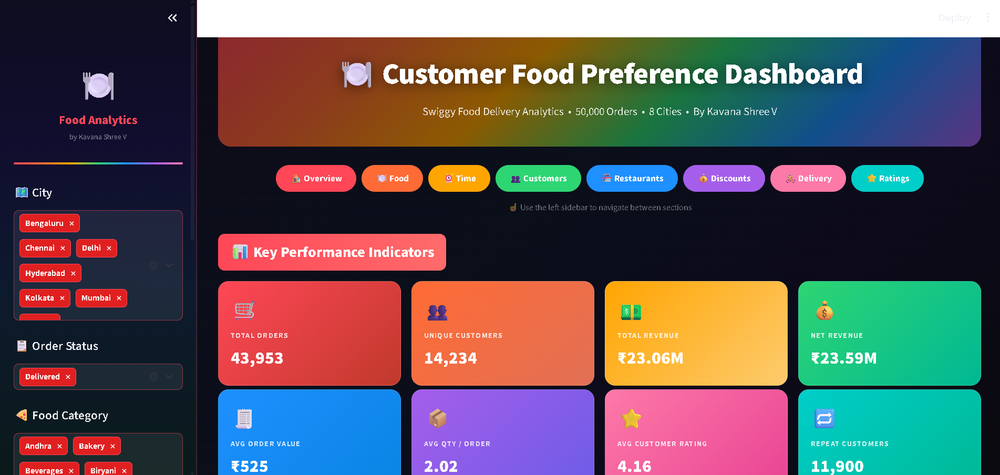 Deploy
Food Analytics
by Kavana Shree V
City
Bengaluru ×
Chennai × Delhi ×
Hyderabad ×
Kolkata × Mumbai ×
Order Status
Delivered ×
Food Category
Andhra × Bakery ×
Beverages × Biryani ×
Customer Food Preference Dashboard
Swiggy Food Delivery Analytics • 50,000 Orders • 8 Cities • By Kavana Shree V
Overview Food Time Customers Restaurants Discounts Delivery Ratings
Use the left sidebar to navigate between sections
Key Performance Indicators
TOTAL ORDERS
43,953
UNIQUE CUSTOMERS
14,234
TOTAL REVENUE
₹23.06M
NET REVENUE
₹23.59M
AVG ORDER VALUE
₹525
AVG QTY / ORDER
2.02
AVG CUSTOMER RATING
4.16
REPEAT CUSTOMERS
11,900